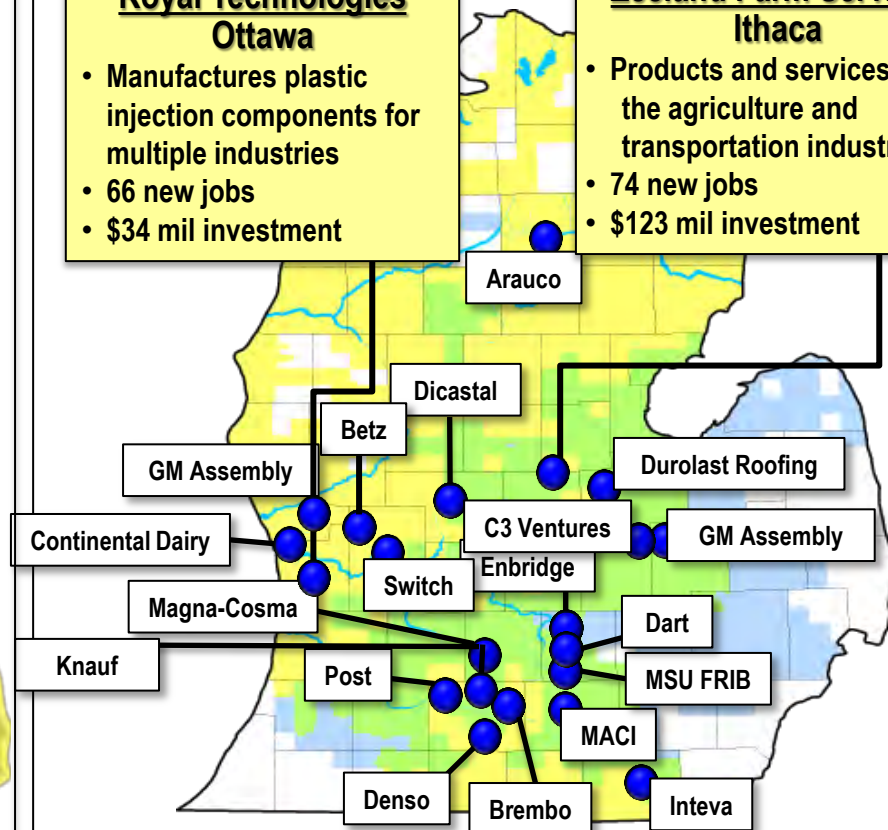 Royal Technologies
Ottawa
• Manufactures plastic
injection components for
multiple industries
• 66 new jobs
• $34 mil investment
Ithaca
• Products and services
the agriculture and
transportation
• 74 new jobs
• $123 mil investment
Arauco
Dicastal
Betz
GM Assembly
Durolast Roofing
C3 Ventures
GM Assembly
Continental Dairy
Enbridge
Switch
Magna-Cosma
Dart
Knauf
Post
MSU FRIB
MACI
Denso
Brembo
Inteva